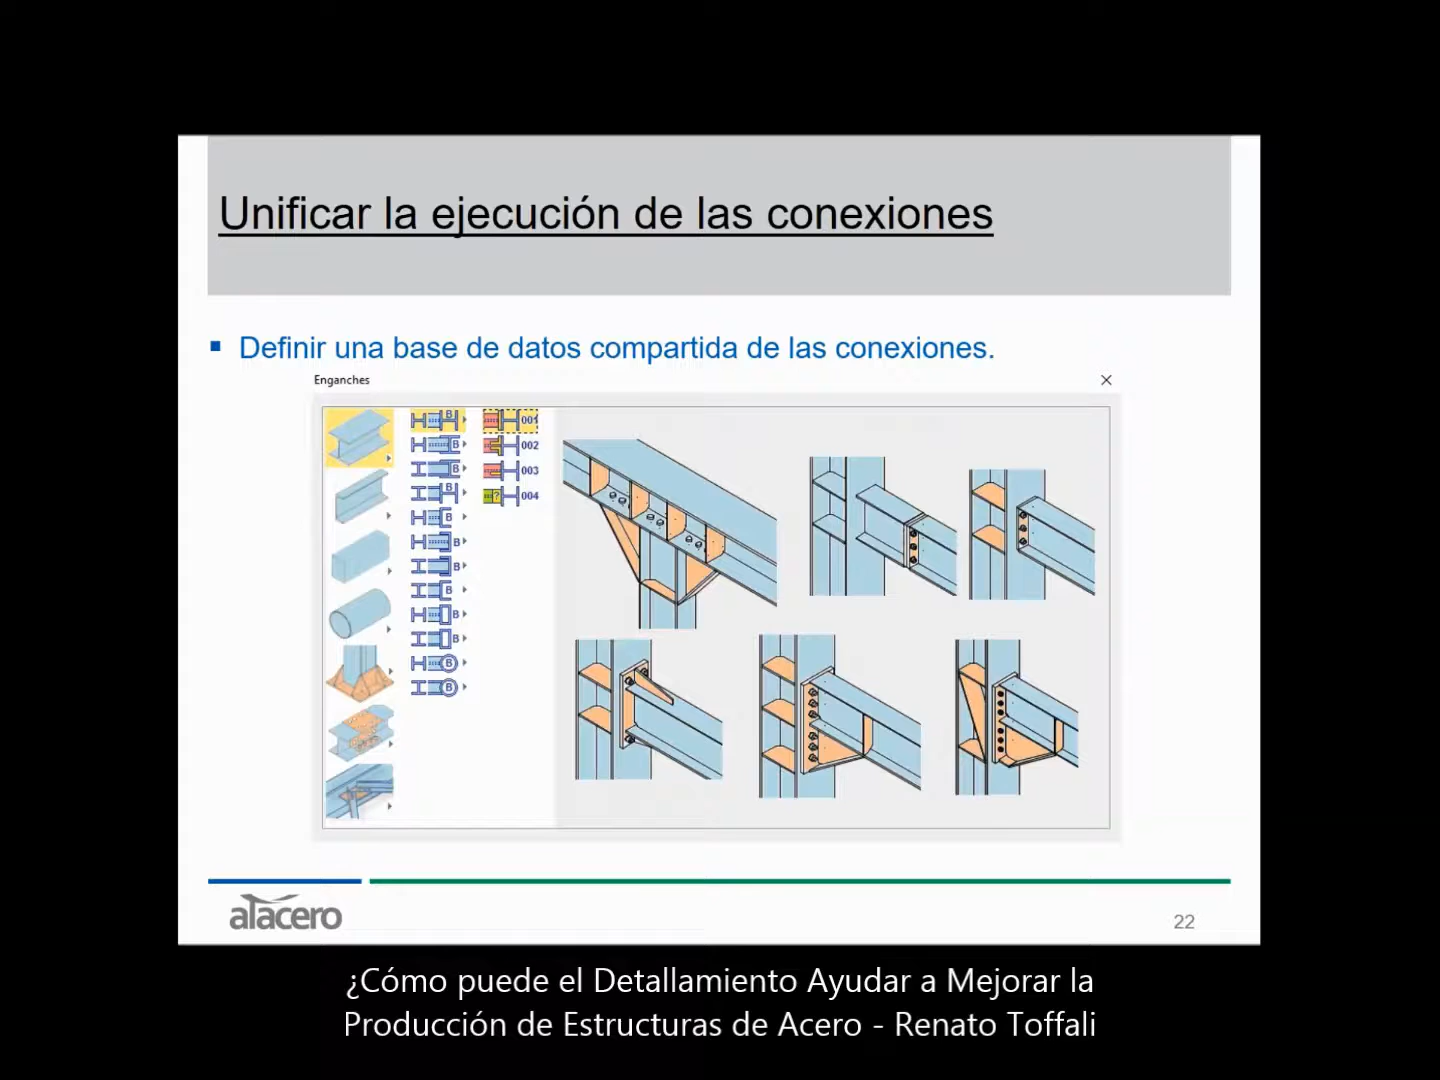 Unificar la ejecución de las conexiones
▪ Definir una base de datos compartida de las conexiones.
Enganches
B 001
B 002
B 003
B 004
B
B
B
B
B
B
B
B
alacero
22
¿Cómo puede el Detallamiento Ayudar a Mejorar la
Producción de Estructuras de Acero - Renato Toffali